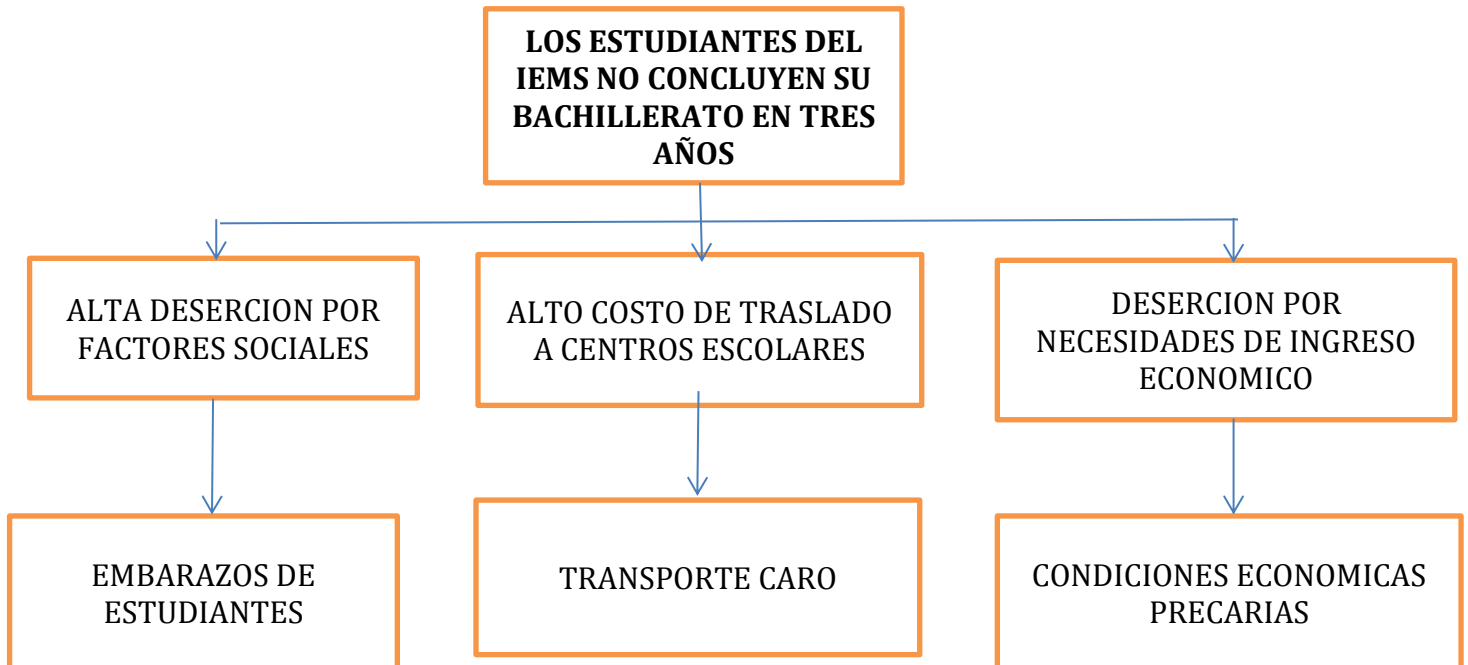 LOS ESTUDIANTES DEL
IEMS NO CONCLUYEN SU
BACHILLERATO EN TRES
AÑOS
ALTA DESERCION POR
FACTORES SOCIALES
ALTO COSTO DE TRASLADO
A CENTROS ESCOLARES
DESERCION POR
NECESIDADES DE INGRESO
ECONOMICO
EMBARAZOS DE
ESTUDIANTES
TRANSPORTE CARO
CONDICIONES ECONOMICAS
PRECARIAS